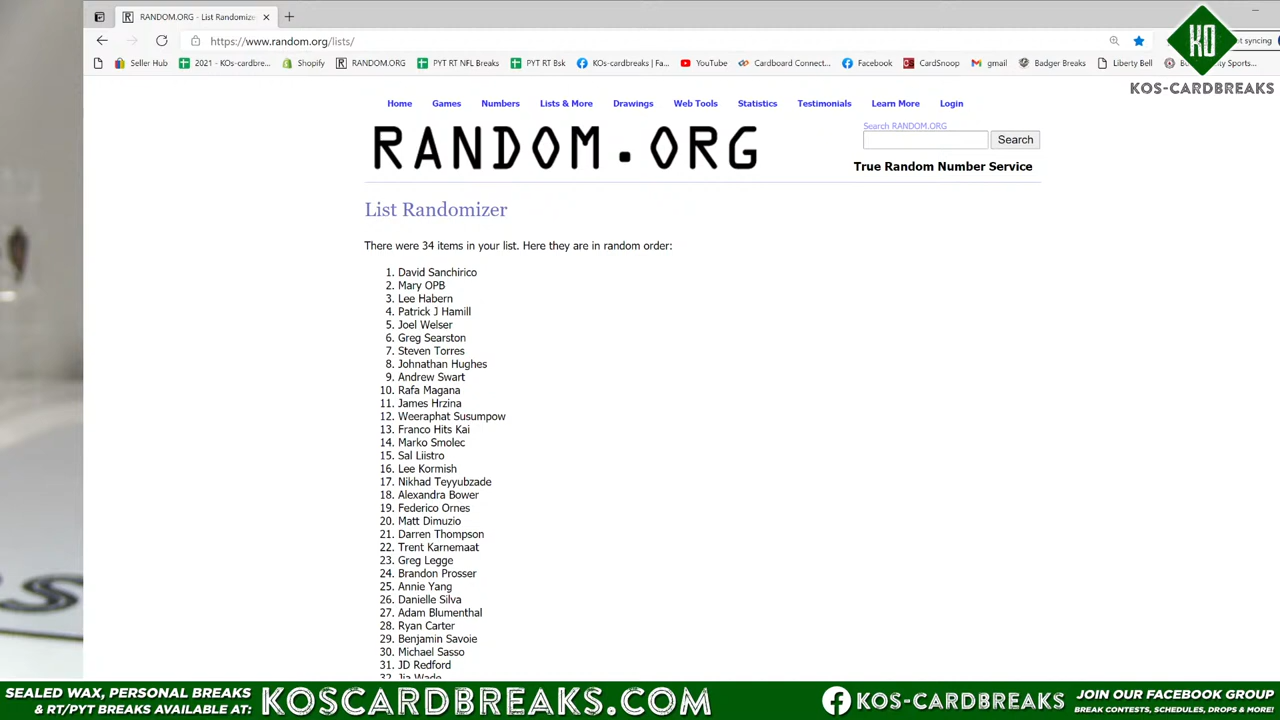 RANDOM.ORG - List Randomizer
https://www.random.org/lists/
KO
ot syncing
Seller Hub
2021 - KOs-cardbre...
Shopify
RANDOM.ORG
PYT RT NFL Breaks
PYT RT Bsk
KOs-cardbreaks | Fa...
YouTube
Cardboard Connect...
Facebook
CardSnoop
gmail
Badger Breaks
Liberty Bell
KOS-CARDBREAKS
Home Games Numbers Lists & More Drawings Web Tools Statistics Testimonials Learn More Login
Search RANDOM.ORG
RANDOM.ORG
Search
True Random Number Service
List Randomizer
There were 34 items in your list. Here they are in random order:
1. David Sanchirico
2. Mary OPB
3. Lee Habern
4. Patrick J Hamill
5. Joel Welser
6. Greg Searston
7. Steven Torres
8. Johnathan Hughes
9. Andrew Swart
10. Rafa Magana
11. James Hrzina
12. Weeraphat Susumpow
13. Franco Hits Kai
14. Marko Smolec
15. Sal Liistro
16. Lee Kormish
17. Nikhad Teyyubzade
18. Alexandra Bower
19. Federico Ornes
20. Matt Dimuzio
21. Darren Thompson
22. Trent Karnemaat
23. Greg Legge
24. Brandon Prosser
25. Annie Yang
26. Danielle Silva
27. Adam Blumenthal
28. Ryan Carter
29. Benjamin Savoie
30. Michael Sasso
31. JD Redford
32. Jia Wade
SEALED WAX, PERSONAL BREAKS
& RT/PYT BREAKS AVAILABLE AT:
KOSCARDBREAKS.COM
KOS-CARDBREAKS
JOIN OUR FACEBOOK GROUP
BREAK CONTESTS, SCHEDULES, DROPS & MORE!